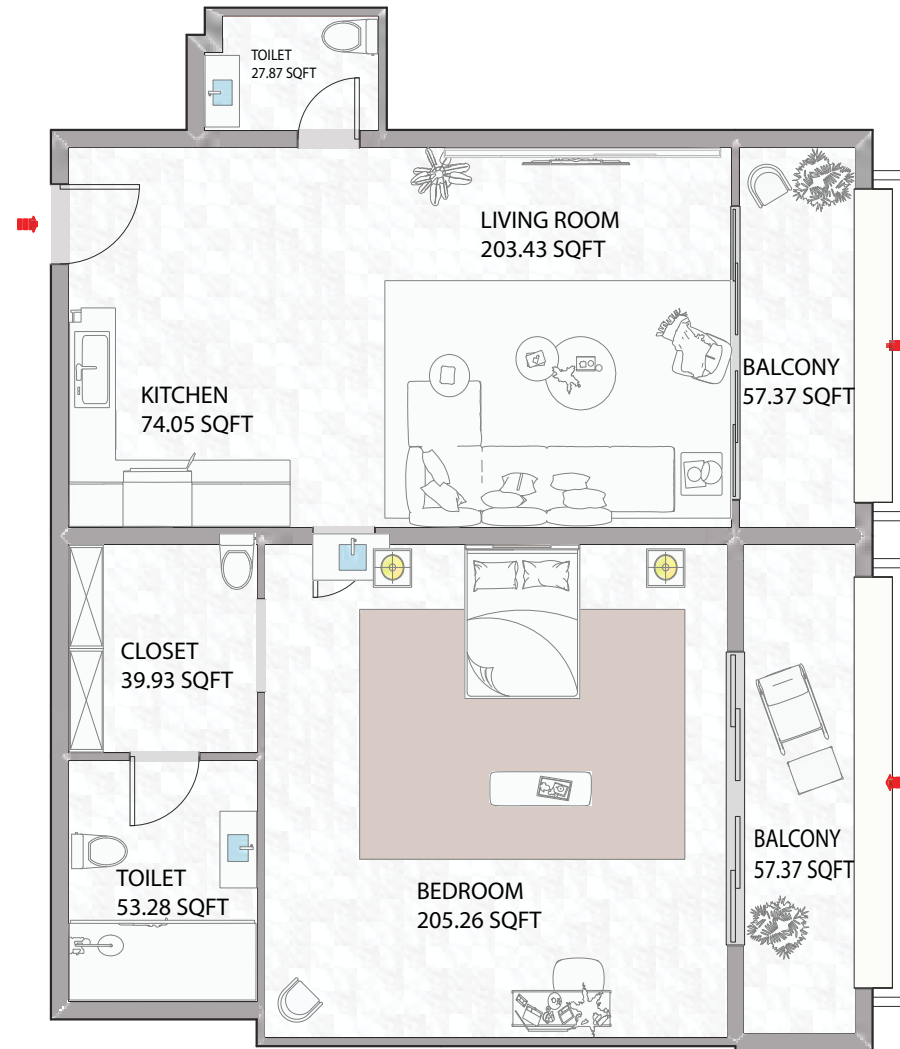 TOILET
27.87 SQFT
LIVING ROOM
203.43 SQFT
BALCONY
57.37 SQFT
KITCHEN
74.05 SQFT
CLOSET
39.93 SQFT
TOILET
53.28 SQFT
BEDROOM
205.26 SQFT
BALCONY
57.37 SQFT